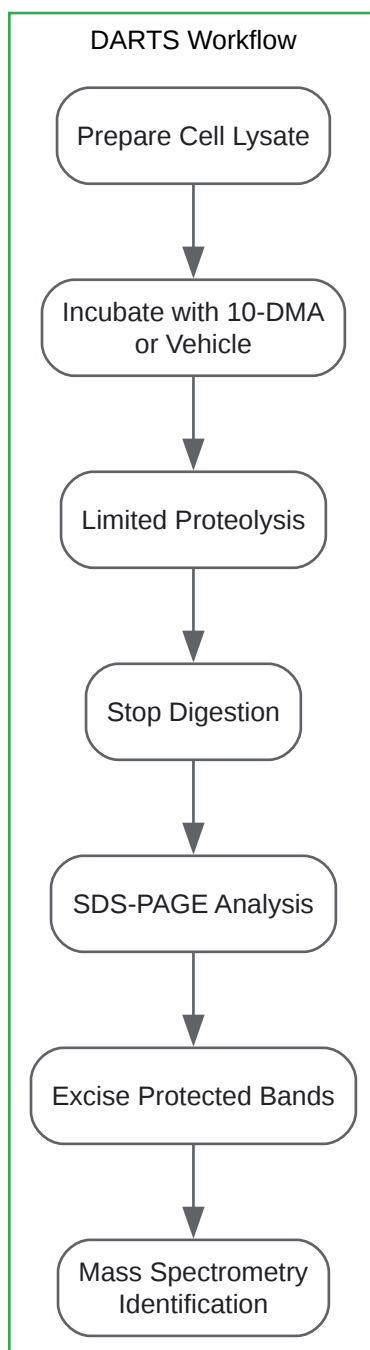 DARTS Workflow
Prepare Cell Lysate
Incubate with 10-DMA
or Vehicle
Limited Proteolysis
Stop Digestion
SDS-PAGE Analysis
Excise Protected Bands
Mass Spectrometry
Identification